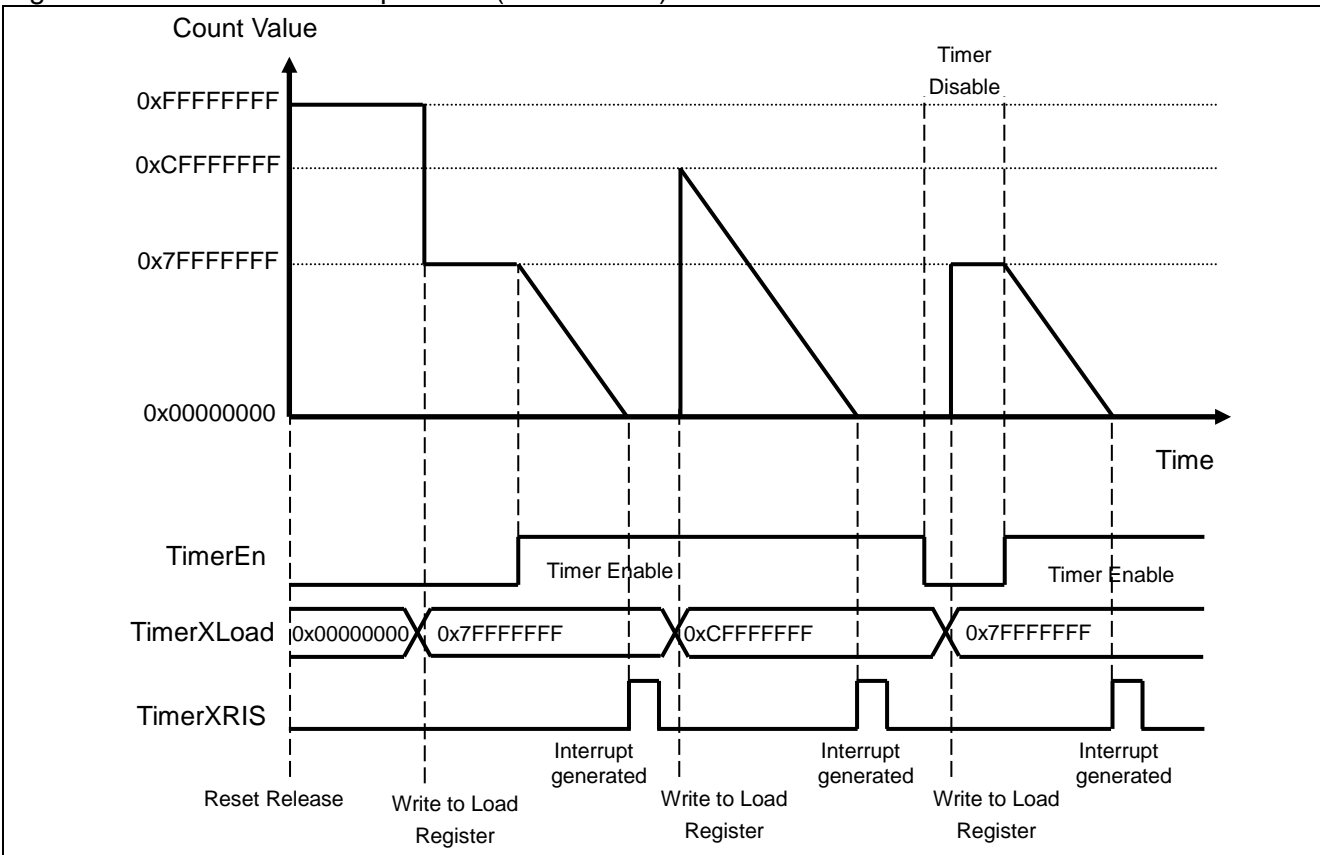 Count Value
Timer
Disable
0xFFFFFFFF
0xCFFFFFFF
0x7FFFFFFF
0x00000000
Time
TimerEn
Timer Enable
Timer Enable
TimerXLoad
0x00000000
0x7FFFFFFF
0xCFFFFFFF
0x7FFFFFFF
TimerXRIS
Interrupt
generated
Interrupt
generated
Interrupt
generated
Reset Release
Write to Load
Register
Write to Load
Register
Write to Load
Register